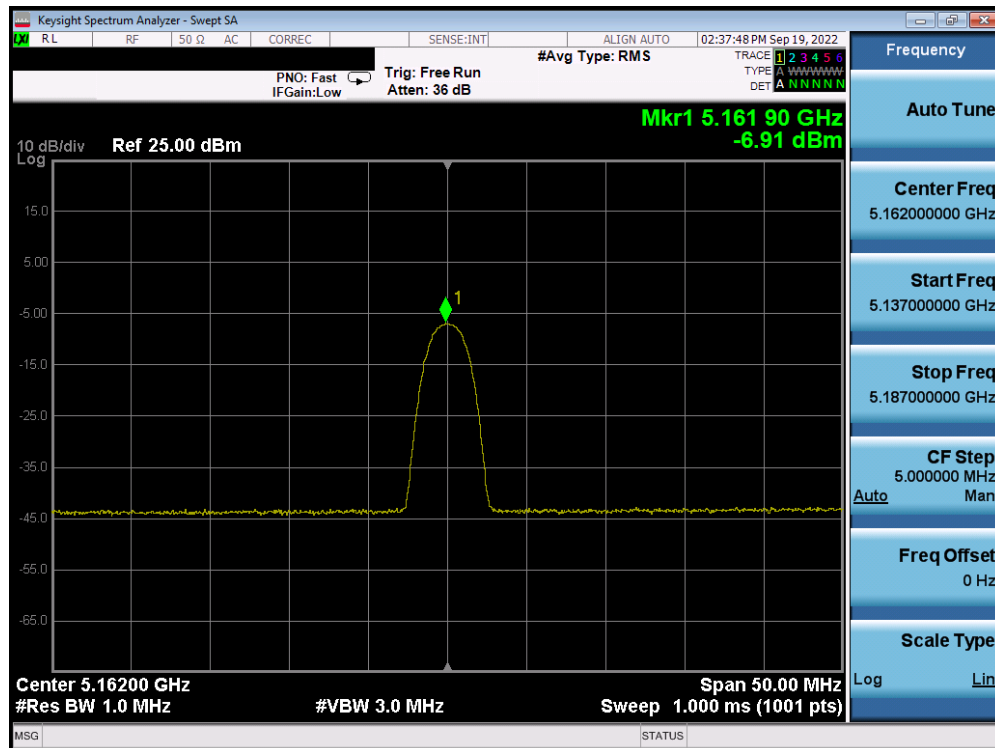 Keysight Spectrum Analyzer - Swept SA
LXI RL RF 50 Ω AC CORREC SENSE:INT ALIGN AUTO 02:37:48 PM Sep 19, 2022
#Avg Type: RMS
TRACE 1 2 3 4 5 6
PNO: Fast Trig: Free Run TYPE A WWWWW
IFGain:Low Atten: 36 dB DET A N N N N N
Mkr1 5.161 90 GHz
-6.91 dBm
10 dB/div Ref 25.00 dBm
Log
15.0
5.00
1
-5.00
-15.0
-25.0
-35.0
-45.0
-55.0
-65.0
Center 5.16200 GHz Span 50.00 MHz
#Res BW 1.0 MHz #VBW 3.0 MHz Sweep 1.000 ms (1001 pts)
MSG STATUS
Frequency
Auto Tune
Center Freq
5.162000000 GHz
Start Freq
5.137000000 GHz
Stop Freq
5.187000000 GHz
CF Step
5.000000 MHz
Auto Man
Freq Offset
0 Hz
Scale Type
Log Lin